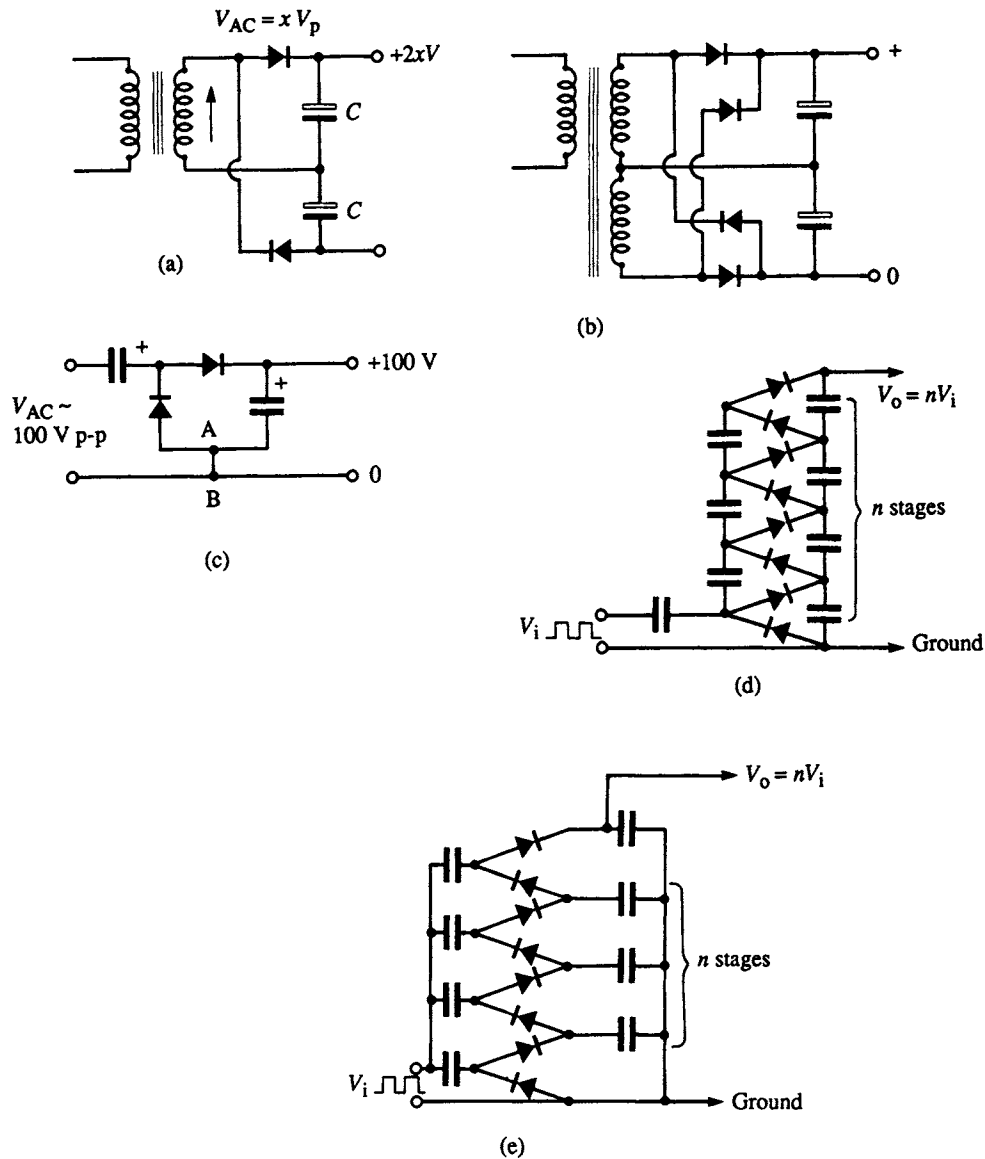 V_AC = x V_p
+2xV
C
C
(a)
+
0
(b)
+
+
+100 V
V_AC ~
100 V p-p
A
B
0
(c)
V_o = nV_i
n stages
V_i
Ground
(d)
V_o = nV_i
n stages
V_i
Ground
(e)